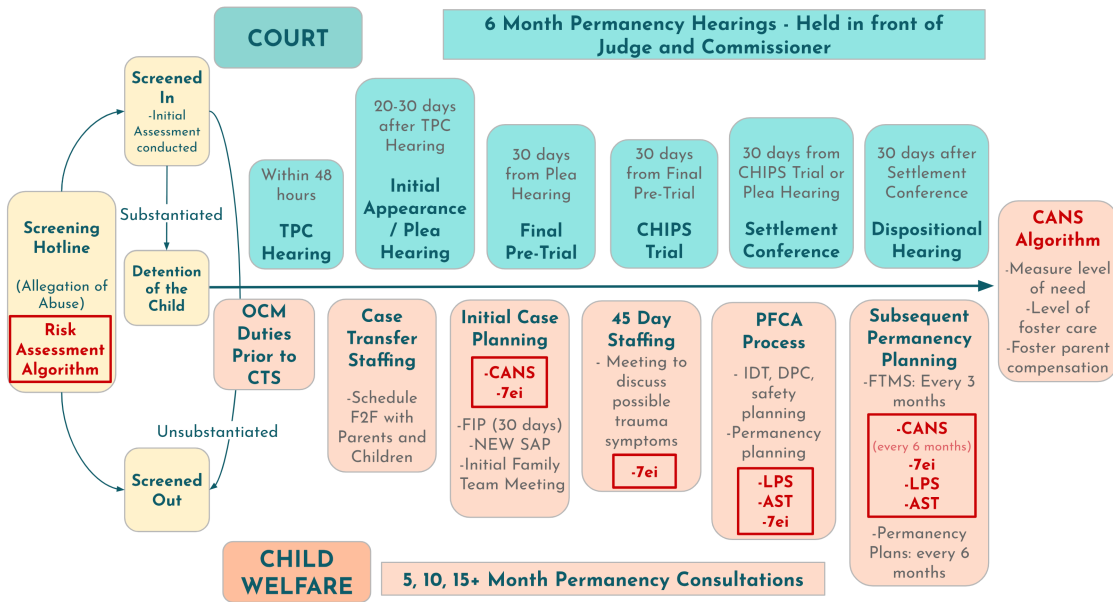 COURT
6 Month Permanency Hearings - Held in front of
Judge and Commissioner
Screened
In
-Initial
Assessment
conducted
Substantiated
Screening
Hotline
(Allegation of
Abuse)
Risk
Assessment
Algorithm
Detention
of the
Child
Unsubstantiated
Screened
Out
Within 48
hours
TPC
Hearing
20-30 days
after TPC
Hearing
Initial
Appearance
/ Plea
Hearing
30 days
from Plea
Hearing
Final
Pre-Trial
30 days
from Final
Pre-Trial
CHIPS
Trial
30 days from
CHIPS Trial or
Plea Hearing
Settlement
Conference
30 days after
Settlement
Conference
Dispositional
Hearing
CANS
Algorithm
-Measure level
of need
-Level of
foster care
-Foster parent
compensation
OCM
Duties
Prior to
CTS
Case
Transfer
Staffing
-Schedule
F2F with
Parents and
Children
Initial Case
Planning
-CANS
-7ei
-FIP (30 days)
-NEW SAP
-Initial Family
Team Meeting
45 Day
Staffing
- Meeting to
discuss
possible
trauma
symptoms
-7ei
PFCA
Process
- IDT, DPC,
safety
planning
-Permanency
planning
-LPS
-AST
-7ei
Subsequent
Permanency
Planning
-FTMS: Every 3
months
-CANS
(every 6 months)
-7ei
-LPS
-AST
-Permanency
Plans: every 6
months
CHILD
WELFARE
5, 10, 15+ Month Permanency Consultations